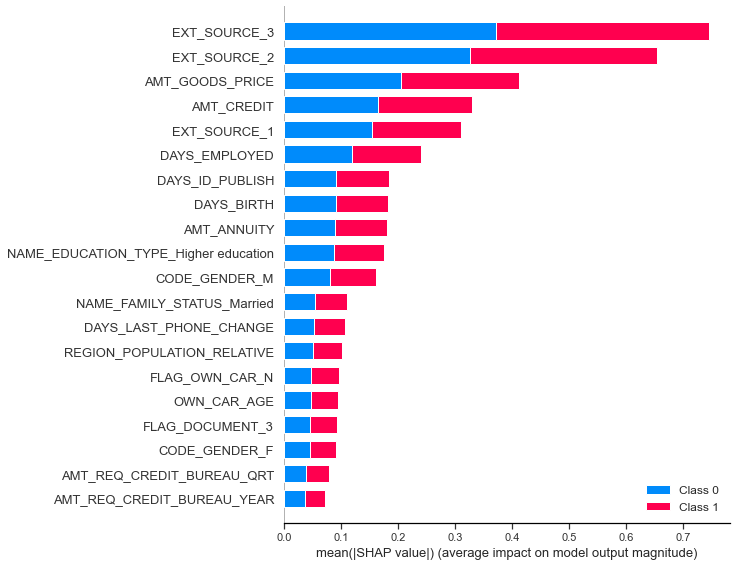 EXT_SOURCE_3
EXT_SOURCE_2
AMT_GOODS_PRICE
AMT_CREDIT
EXT_SOURCE_1
DAYS_EMPLOYED
DAYS_ID_PUBLISH
DAYS_BIRTH
AMT_ANNUITY
NAME_EDUCATION_TYPE_Higher education
CODE_GENDER_M
NAME_FAMILY_STATUS_Married
DAYS_LAST_PHONE_CHANGE
REGION_POPULATION_RELATIVE
FLAG_OWN_CAR_N
OWN_CAR_AGE
FLAG_DOCUMENT_3
CODE_GENDER_F
AMT_REQ_CREDIT_BUREAU_QRT
AMT_REQ_CREDIT_BUREAU_YEAR
Class 0
Class 1
0.0 0.1 0.2 0.3 0.4 0.5 0.6 0.7
mean(|SHAP value|) (average impact on model output magnitude)